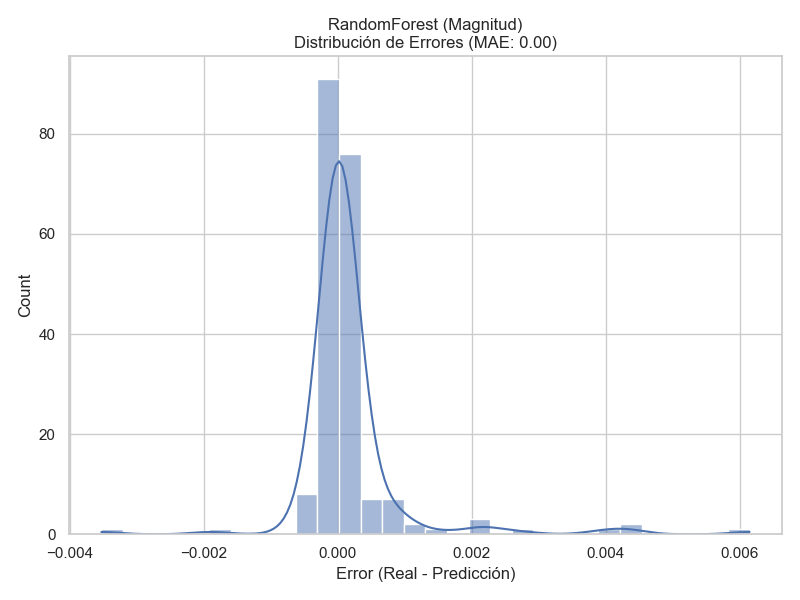 RandomForest (Magnitud)
Distribución de Errores (MAE: 0.00)
Count
80
60
40
20
0
−0.004 −0.002 0.000 0.002 0.004 0.006
Error (Real - Predicción)